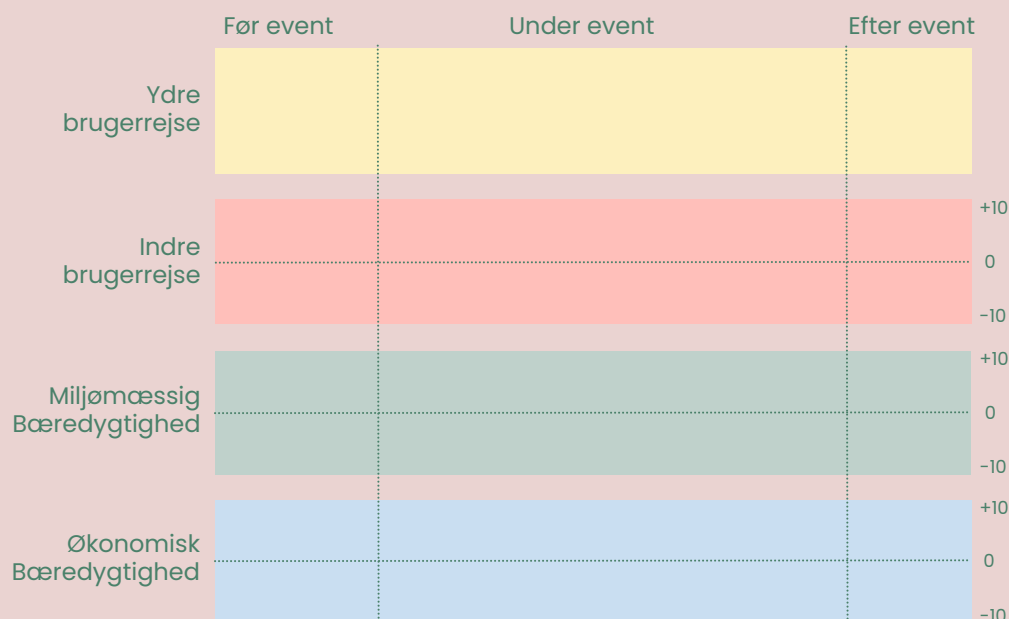 Før event
Under event
Efter event
Ydre
brugerrejse
Indre
brugerrejse
+10
0
-10
Miljømæssig
Bæredygtighed
+10
0
-10
Økonomisk
Bæredygtighed
+10
0
-10